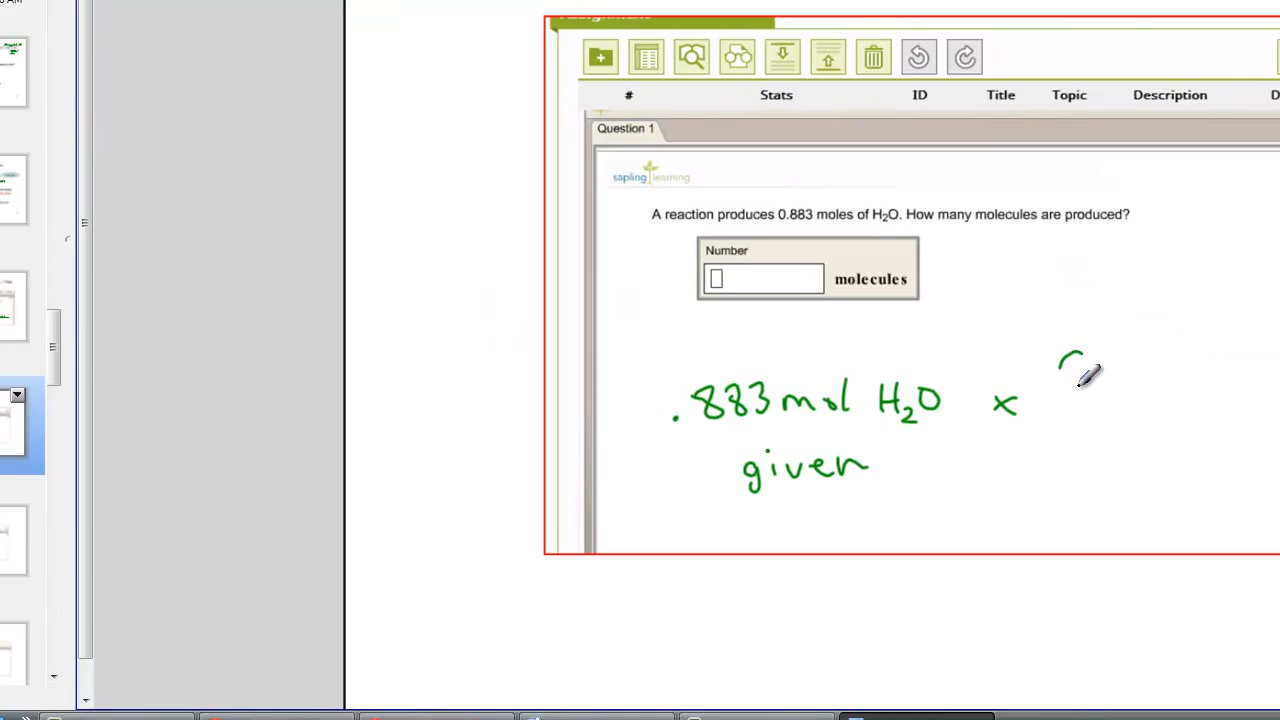 # Stats ID Title Topic Description
Question 1
sapling learning
A reaction produces 0.883 moles of H₂O. How many molecules are produced?
Number
molecules
.883 mol H₂O x
given